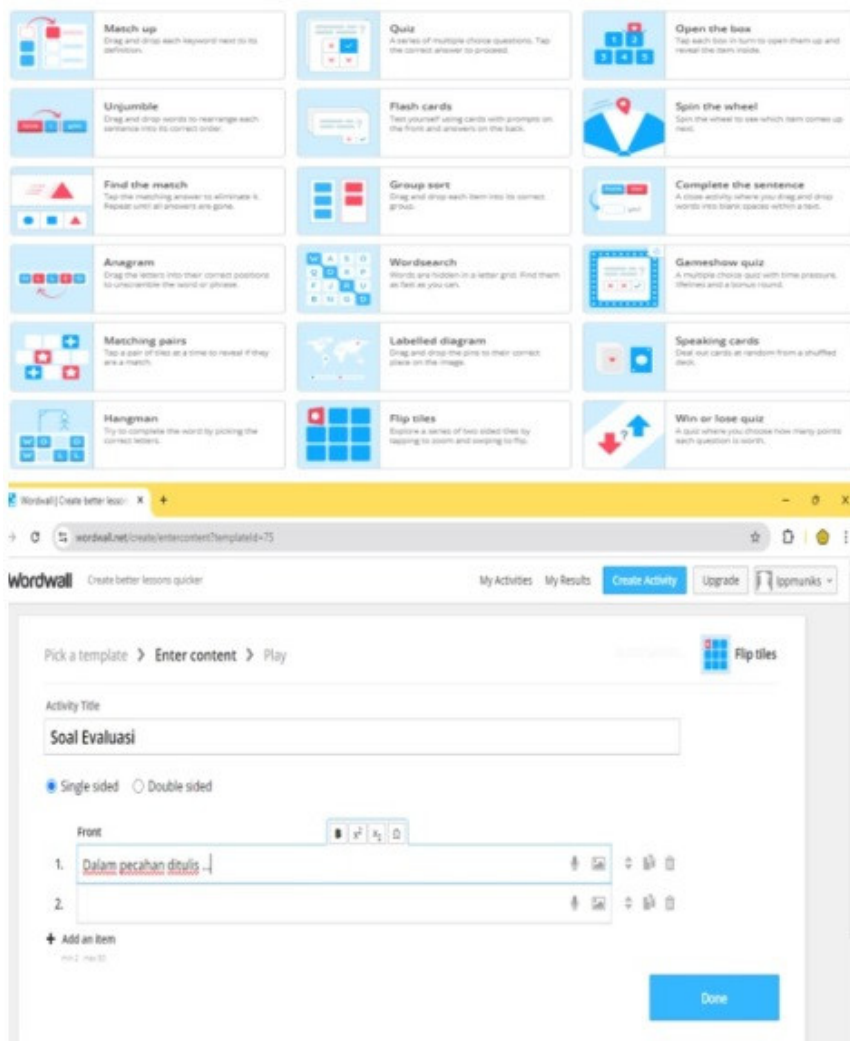 Match up
Drag and drop each keyword next to its
definition.
Quiz
A series of multiple choice questions. Tap
the correct answer to proceed.
Open the box
Tap each box in turn to open them up and
reveal the item inside.
Unjumble
Drag and drop words to rearrange each
sentence into its correct order.
Flash cards
Test yourself using cards with prompts on
the front and answers on the back.
Spin the wheel
Spin the wheel to see which item comes up
next.
Find the match
Tap the matching answer to eliminate it.
Repeat until all answers are gone.
Group sort
Drag and drop each item into its correct
group.
Complete the sentence
A cloze activity where you drag and drop
words into blank spaces within a text.
Anagram
Drag the letters into their correct positions
to unscramble the word or phrase.
Wordsearch
Words are hidden in a letter grid. Find them
as fast as you can.
Gameshow quiz
A multiple choice quiz with time pressure,
lifelines and a bonus round.
Matching pairs
Tap a pair of tiles at a time to reveal if they
are a match.
Labelled diagram
Drag and drop the pins to their correct
place on the image.
Speaking cards
Deal out cards at random from a shuffled
deck.
Hangman
Try to complete the word by picking the
correct letters.
Flip tiles
Explore a series of two sided tiles by
tapping to zoom and swiping to flip.
Win or lose quiz
A quiz where you choose how many points
each question is worth.
Wordwall | Create better lesson
wordwall.net/create/entercontent?templateId=75
Wordwall Create better lessons quicker My Activities My Results Create Activity Upgrade lppmuniks
Pick a template > Enter content > Play Flip tiles
Activity Title
Soal Evaluasi
Single sided Double sided
Front B x² x₂ Ω
1. Dalam pecahan ditulis ...
2.
+ Add an item
min 2 max 50
Done